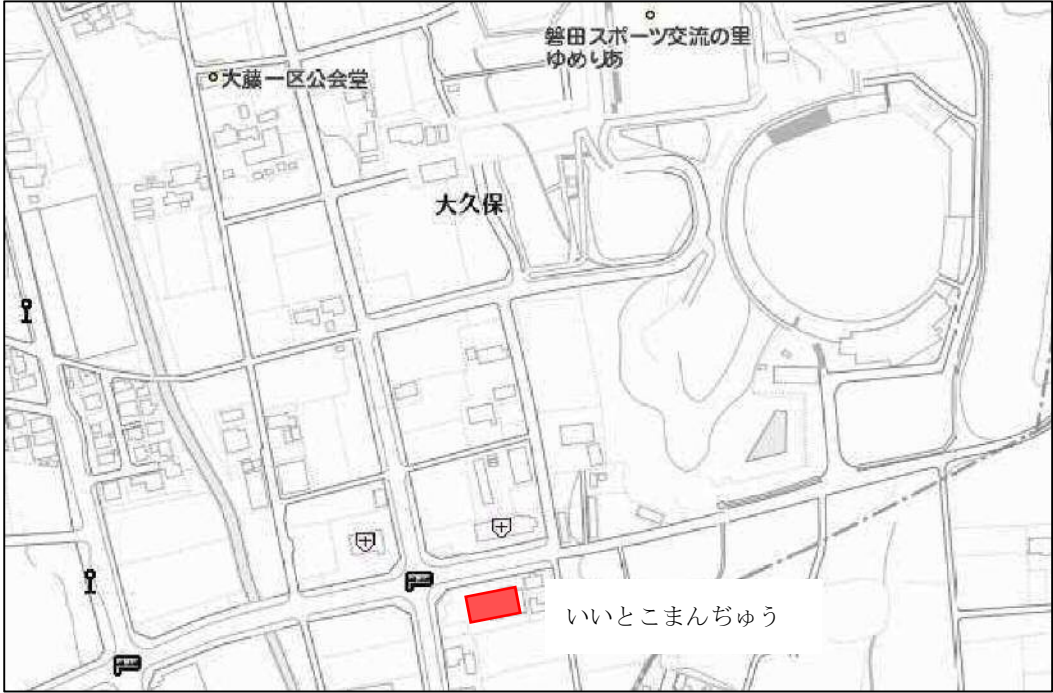 磐田スポーツ交流の里
ゆめりあ
大藤一区公会堂
大久保
いいとこまんぢゅう